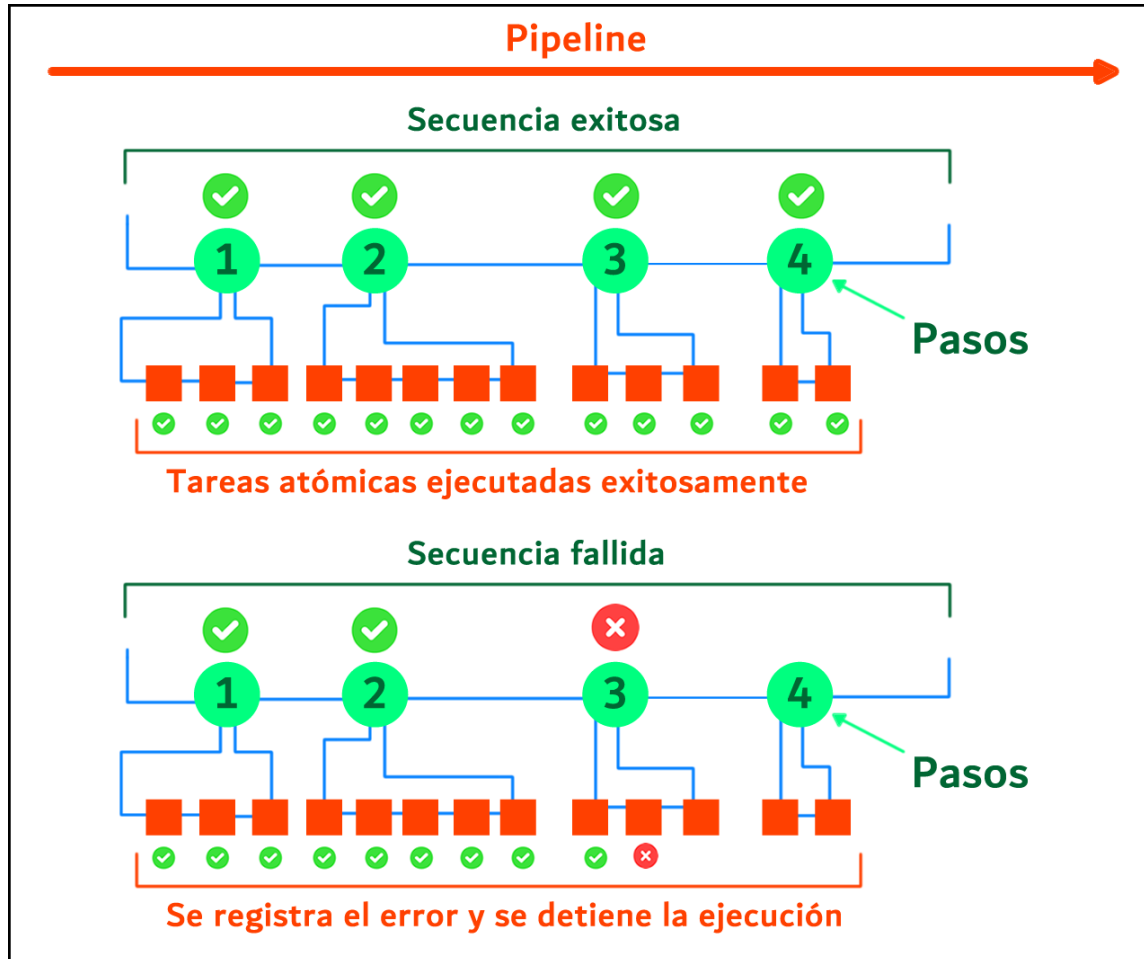 Pipeline
Secuencia exitosa
1 2 3 4
Pasos
Tareas atómicas ejecutadas exitosamente
Secuencia fallida
1 2 3 4
Pasos
Se registra el error y se detiene la ejecución